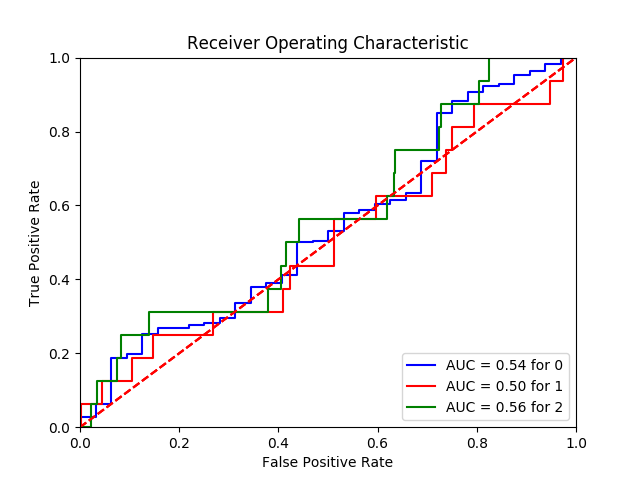 Receiver Operating Characteristic
1.0
0.8
0.6
0.4
0.2
0.0
True Positive Rate
AUC = 0.54 for 0
AUC = 0.50 for 1
AUC = 0.56 for 2
0.0 0.2 0.4 0.6 0.8 1.0
False Positive Rate